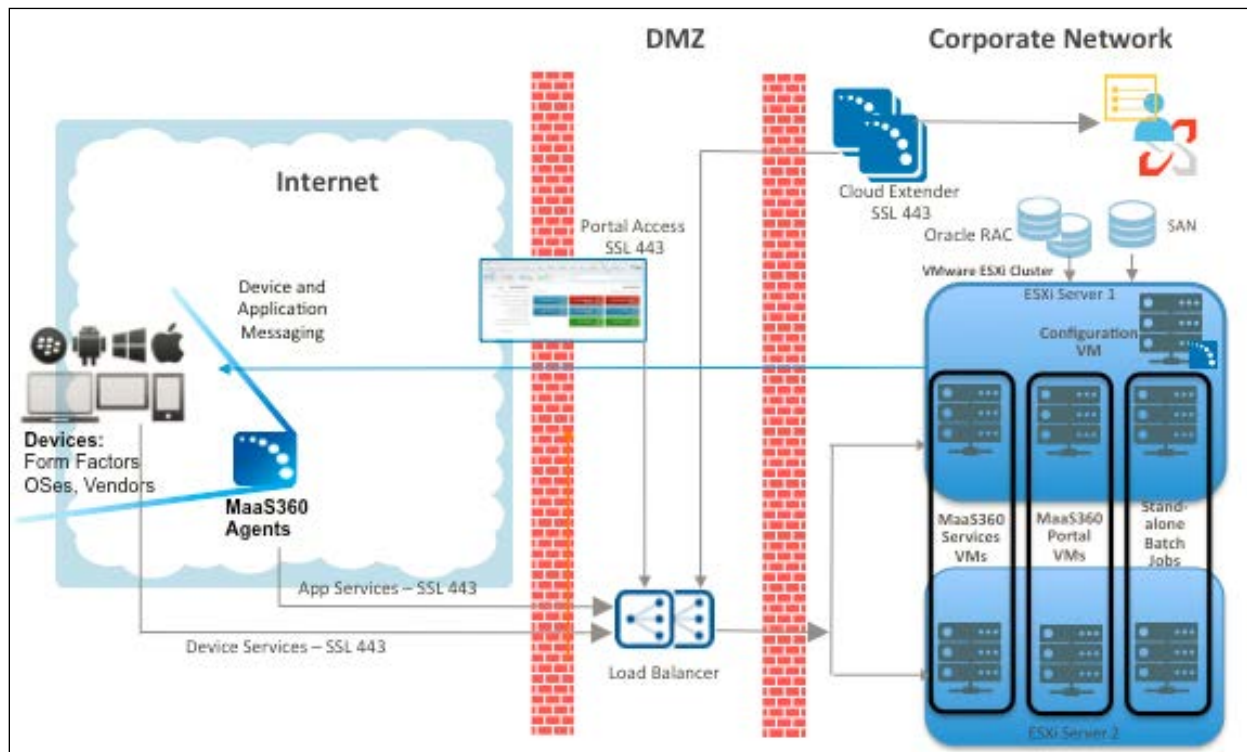 DMZ
Corporate Network
Internet
Cloud Extender
SSL 443
Portal Access
SSL 443
Oracle RAC
SAN
VMware ESXi Cluster
ESXi Server 1
Device and
Application
Messaging
Configuration
VM
Devices:
Form Factors
OSes, Vendors
MaaS360
Agents
MaaS360
Services
VMs
MaaS360
Portal
VMs
Stand-
alone
Batch
Jobs
App Services – SSL 443
Device Services – SSL 443
Load Balancer
ESXi Server 2